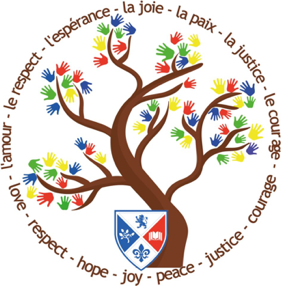 l'amour - le respect - l'espérance - la joie - la paix - la justice - le courage -
love - respect - hope - joy - peace - justice - courage -